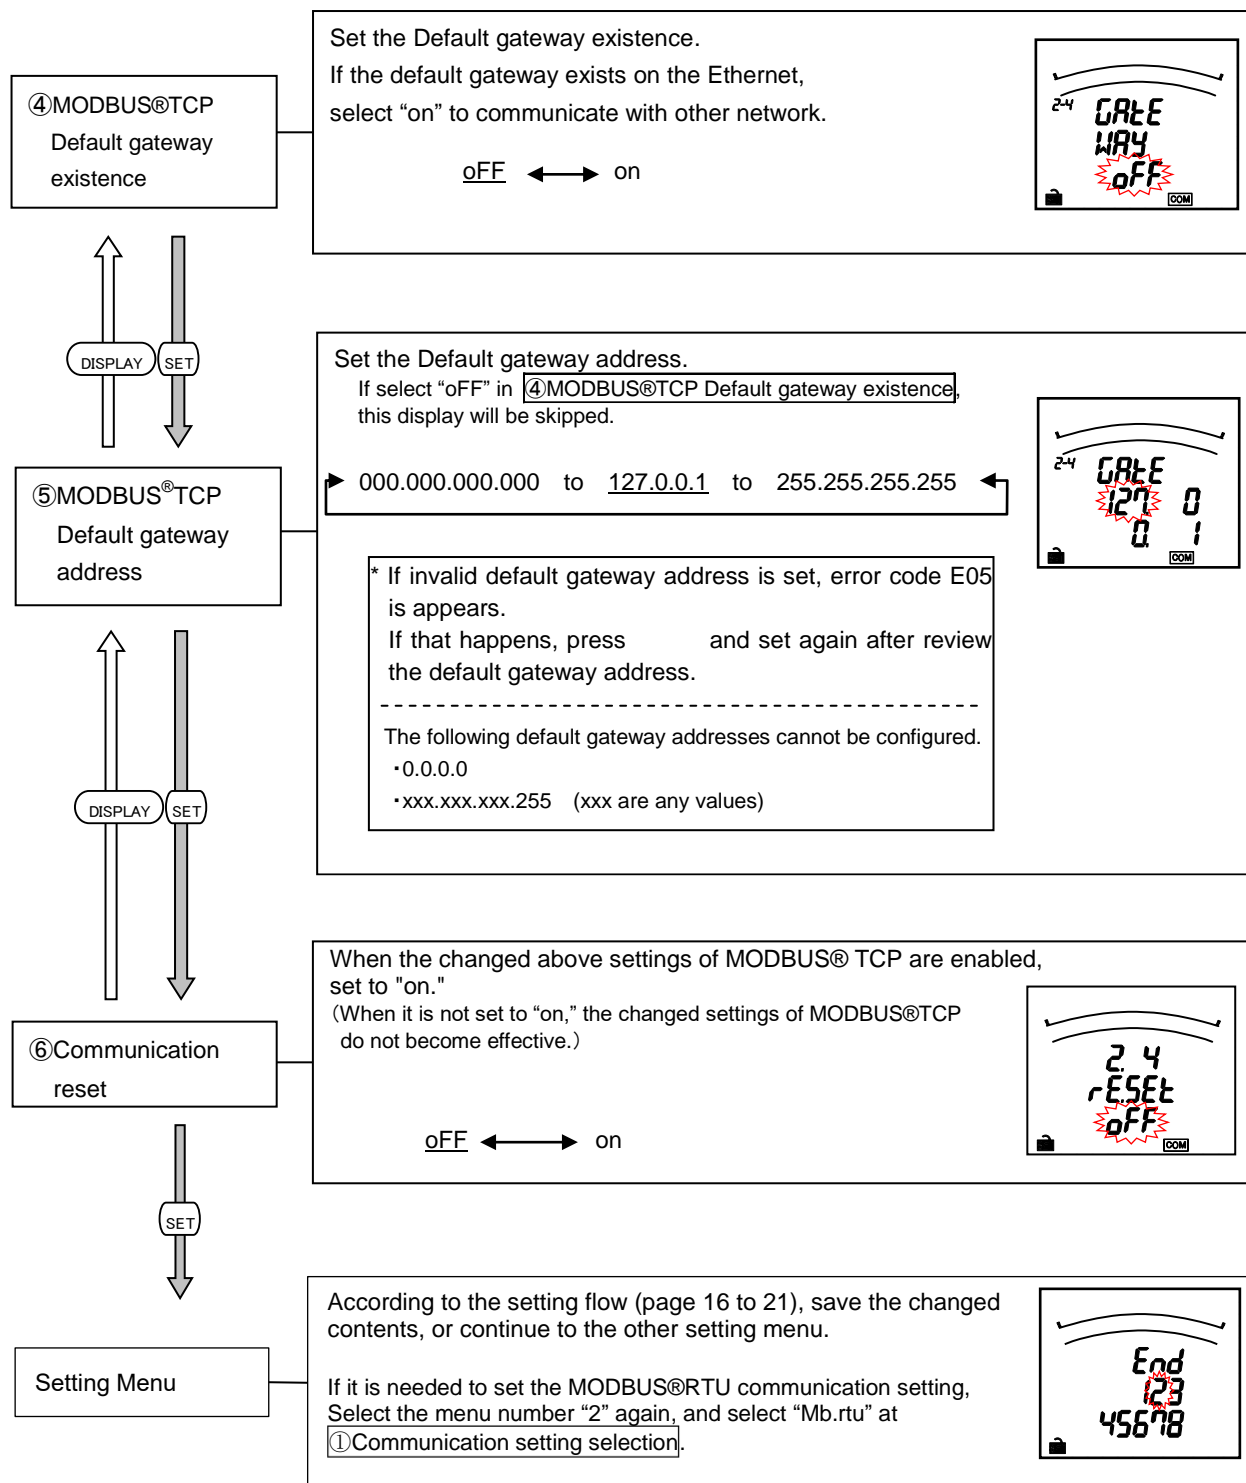 ④MODBUS®TCP
Default gateway
existence
Set the Default gateway existence.
If the default gateway exists on the Ethernet,
select “on” to communicate with other network.
oFF on
2-4 GAtE
WAY
oFF
COM
DISPLAY SET
⑤MODBUS®TCP
Default gateway
address
Set the Default gateway address.
If select “oFF” in ④MODBUS®TCP Default gateway existence,
this display will be skipped.
000.000.000.000 to 127.0.0.1 to 255.255.255.255
* If invalid default gateway address is set, error code E05
is appears.
If that happens, press and set again after review
the default gateway address.
The following default gateway addresses cannot be configured.
・0.0.0.0
・xxx.xxx.xxx.255 (xxx are any values)
2-4 GAtE
127. 0
0. 1
COM
DISPLAY SET
⑥Communication
reset
When the changed above settings of MODBUS® TCP are enabled,
set to "on."
(When it is not set to “on,” the changed settings of MODBUS®TCP
do not become effective.)
oFF on
2. 4
rE.SEt
oFF
COM
SET
Setting Menu
According to the setting flow (page 16 to 21), save the changed
contents, or continue to the other setting menu.
If it is needed to set the MODBUS®RTU communication setting,
Select the menu number “2” again, and select “Mb.rtu” at
①Communication setting selection.
End
123
45678